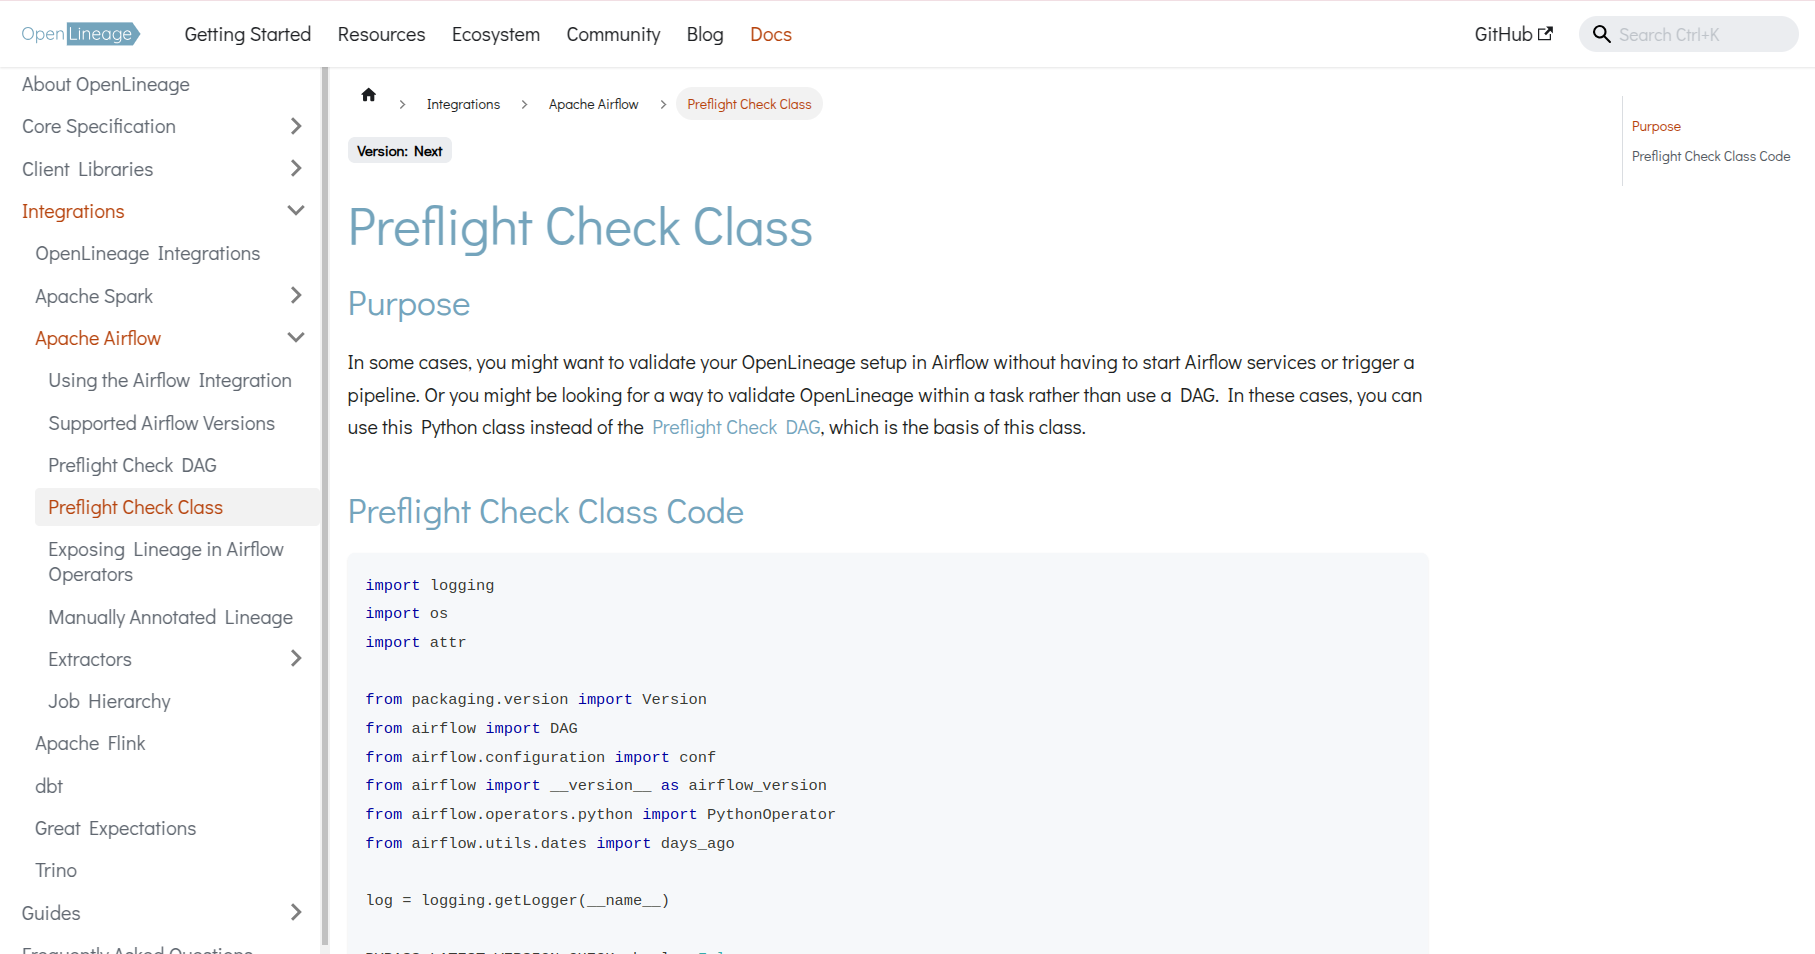 OpenLineage
Getting Started
Resources
Ecosystem
Community
Blog
Docs
GitHub
Search Ctrl+K
About OpenLineage
Core Specification
Client Libraries
Integrations
OpenLineage Integrations
Apache Spark
Apache Airflow
Using the Airflow Integration
Supported Airflow Versions
Preflight Check DAG
Preflight Check Class
Exposing Lineage in Airflow
Operators
Manually Annotated Lineage
Extractors
Job Hierarchy
Apache Flink
dbt
Great Expectations
Trino
Guides
Frequently Asked Questions
Integrations
Apache Airflow
Preflight Check Class
Version: Next
Preflight Check Class
Purpose
In some cases, you might want to validate your OpenLineage setup in Airflow without having to start Airflow services or trigger a
pipeline. Or you might be looking for a way to validate OpenLineage within a task rather than use a DAG. In these cases, you can
use this Python class instead of the Preflight Check DAG, which is the basis of this class.
Preflight Check Class Code
import logging
import os
import attr
from packaging.version import Version
from airflow import DAG
from airflow.configuration import conf
from airflow import __version__ as airflow_version
from airflow.operators.python import PythonOperator
from airflow.utils.dates import days_ago
log = logging.getLogger(__name__)
Purpose
Preflight Check Class Code